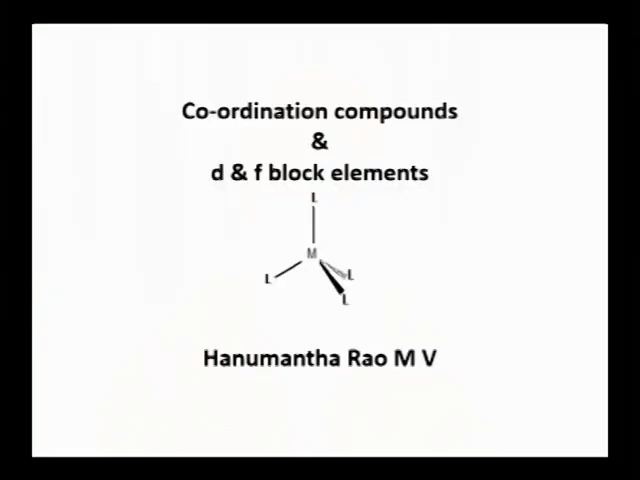 Co-ordination compounds
&
d & f block elements
L
M
L
L
L
Hanumantha Rao M V